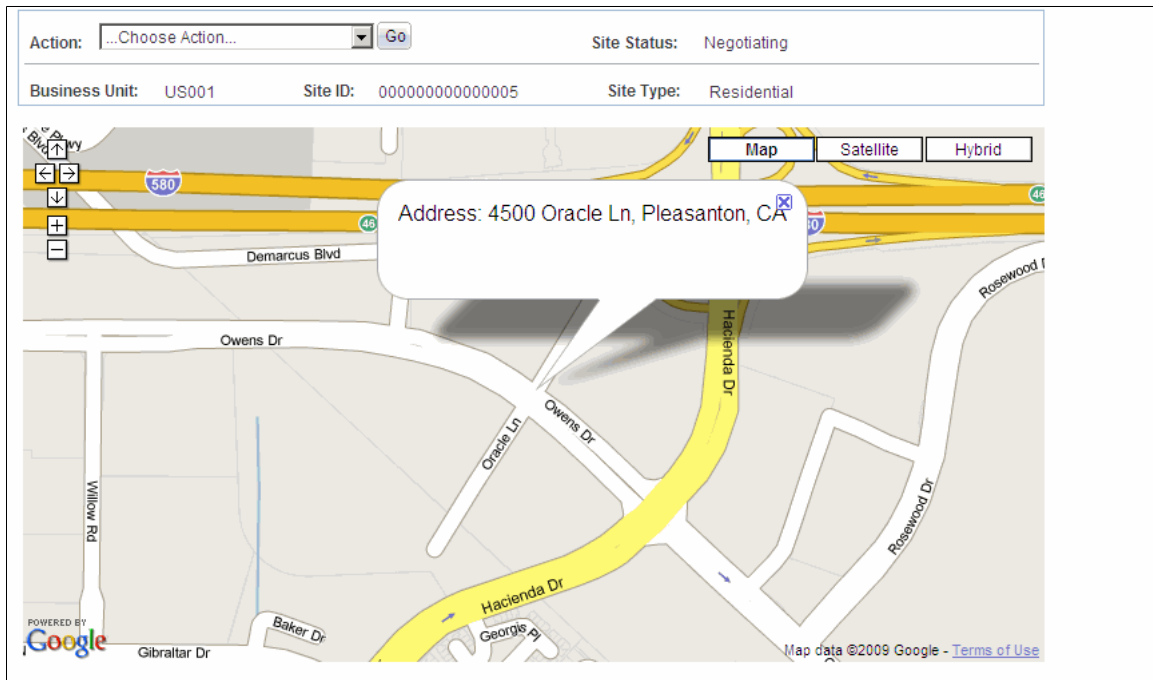 Action: ...Choose Action... Go Site Status: Negotiating
Business Unit: US001 Site ID: 000000000000005 Site Type: Residential
Map Satellite Hybrid
580
46
Address: 4500 Oracle Ln, Pleasanton, CA
46
Demarcus Blvd
Rosewood
Owens Dr
Hacienda Dr
Owens Dr
Oracle Ln
Willow Rd
Rosewood Dr
Hacienda Dr
Baker Dr
Georgis Pl
Gibraltar Dr
POWERED BY
Google
Map data ©2009 Google - Terms of Use